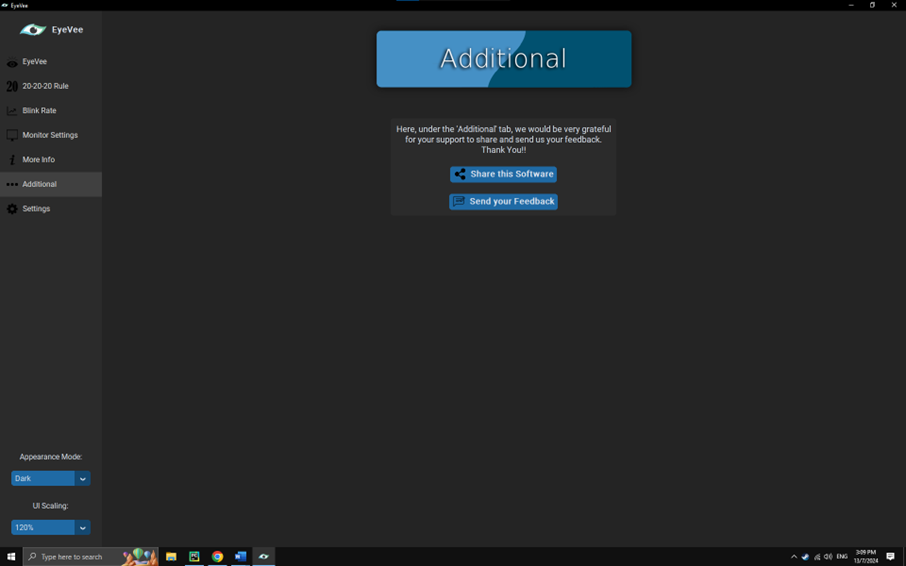 EyeVee
EyeVee
EyeVee
20 20-20-20 Rule
Blink Rate
Monitor Settings
More Info
Additional
Settings
Additional
Here, under the 'Additional' tab, we would be very grateful
for your support to share and send us your feedback.
Thank You!!
Share this Software
Send your Feedback
Appearance Mode:
Dark
UI Scaling:
120%
Type here to search
ENG
3:09 PM
13/7/2024